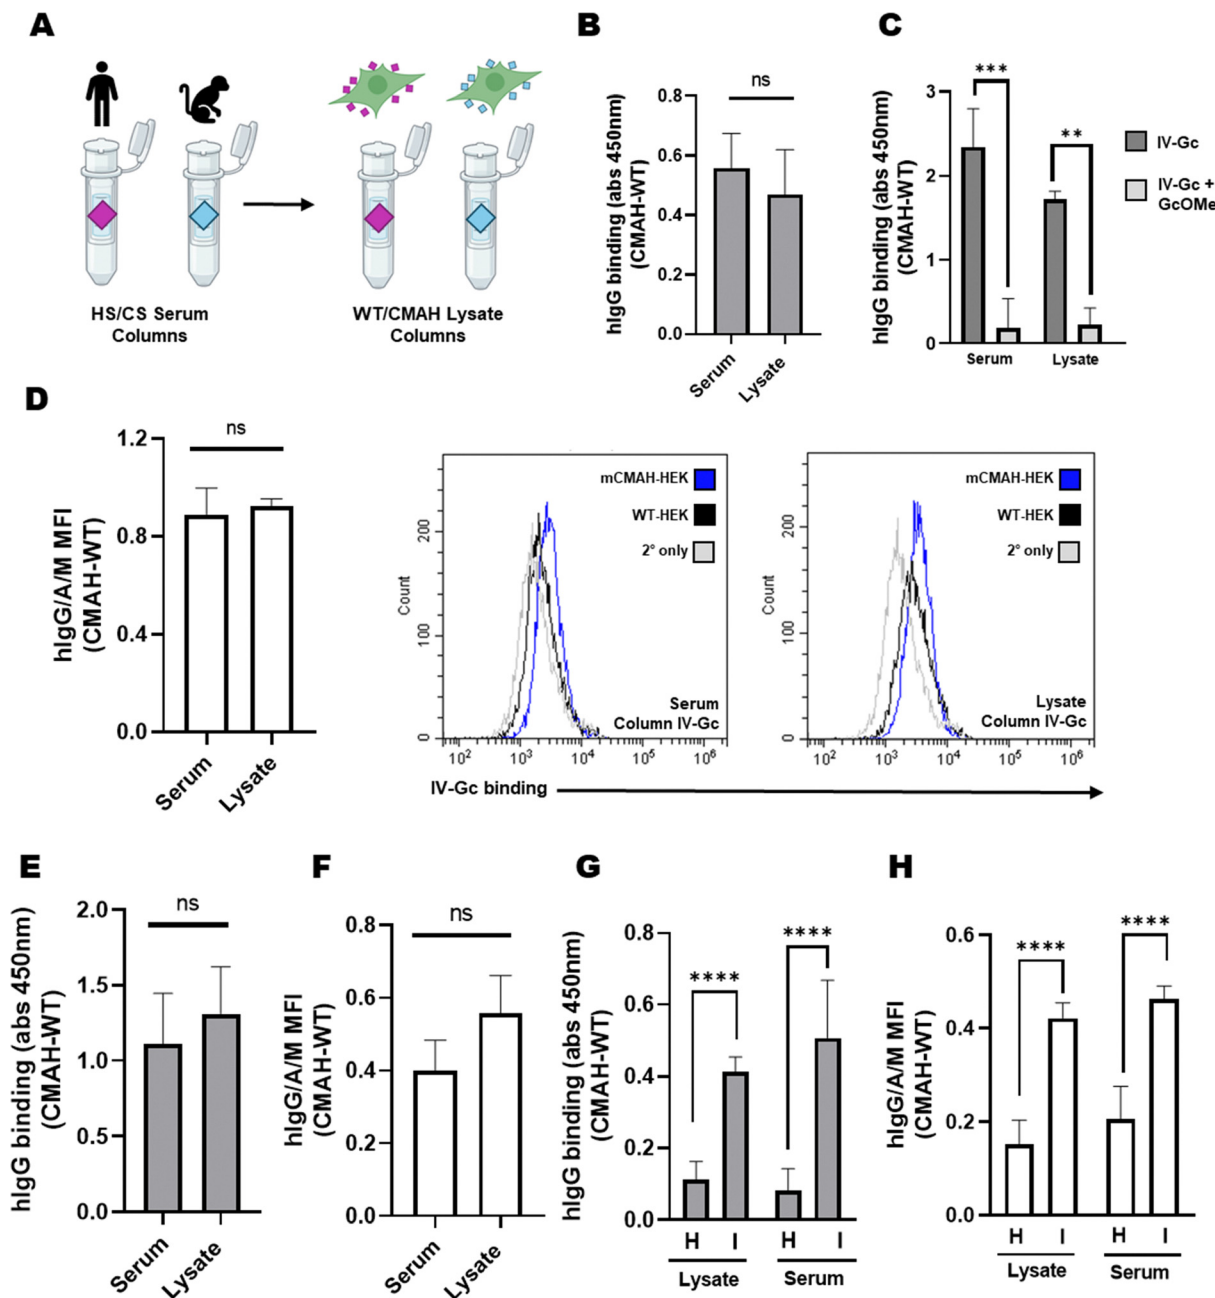 A
HS/CS Serum
Columns
WT/CMAH Lysate
Columns
B
hIgG binding (abs 450nm)
(CMAH-WT)
0.8
0.6
0.4
0.2
0.0
ns
Serum
Lysate
C
hIgG binding (abs 450nm)
(CMAH-WT)
3
2
1
0
***
**
Serum
Lysate
IV-Gc
IV-Gc +
GcOMe
D
hIgG/A/M MFI
(CMAH-WT)
1.2
0.8
0.4
0.0
ns
Serum
Lysate
Count
200
100
0
mCMAH-HEK
WT-HEK
2° only
Serum
Column IV-Gc
10² 10³ 10⁴ 10⁵ 10⁶
Count
200
100
0
mCMAH-HEK
WT-HEK
2° only
Lysate
Column IV-Gc
10² 10³ 10⁴ 10⁵ 10⁶
IV-Gc binding
E
hIgG binding (abs 450nm)
(CMAH-WT)
2.0
1.5
1.0
0.5
0.0
ns
Serum
Lysate
F
hIgG/A/M MFI
(CMAH-WT)
0.8
0.6
0.4
0.2
0.0
ns
Serum
Lysate
G
hIgG binding (abs 450nm)
(CMAH-WT)
0.8
0.6
0.4
0.2
0.0
****
****
H I H I
Lysate Serum
H
hIgG/A/M MFI
(CMAH-WT)
0.6
0.4
0.2
0.0
****
****
H I H I
Lysate Serum